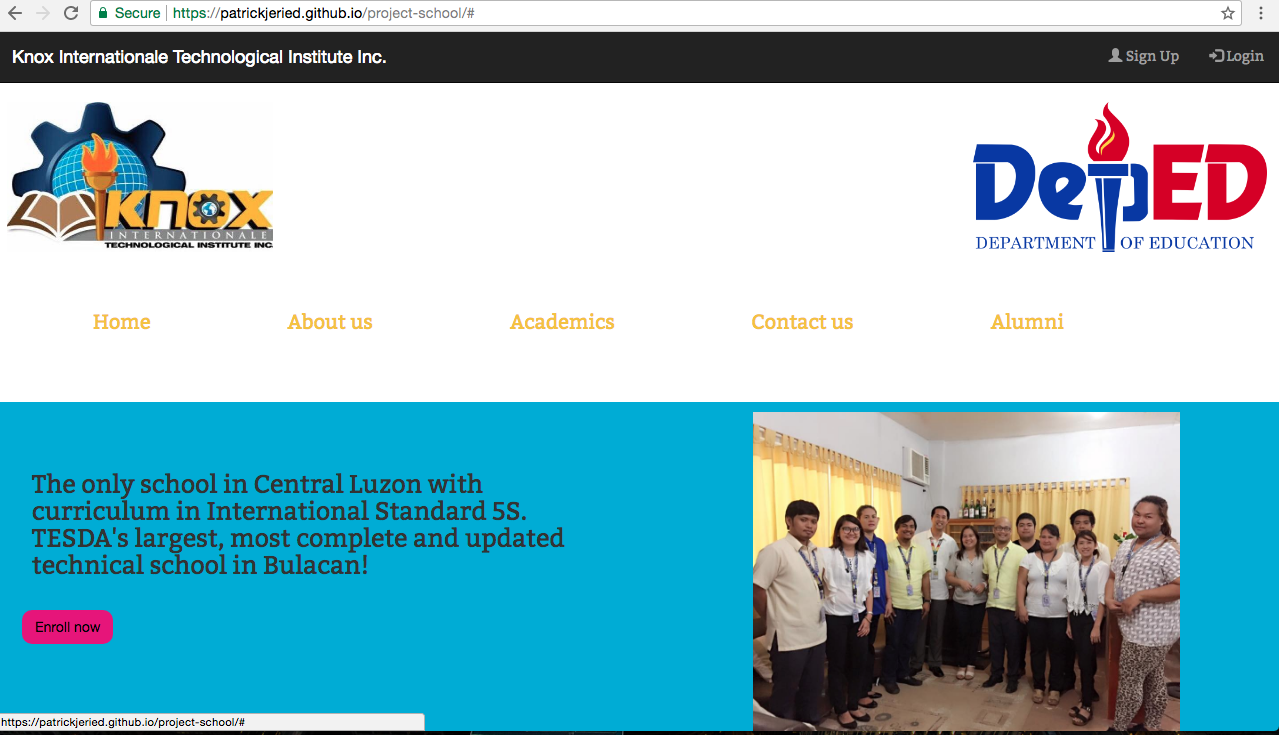 Secure https://patrickjeried.github.io/project-school/#
Knox Internationale Technological Institute Inc.
Sign Up
Login
KNOX
INTERNATIONALE
TECHNOLOGICAL INSTITUTE INC.
DepED
DEPARTMENT OF EDUCATION
Home
About us
Academics
Contact us
Alumni
The only school in Central Luzon with
curriculum in International Standard 5S.
TESDA's largest, most complete and updated
technical school in Bulacan!
Enroll now
https://patrickjeried.github.io/project-school/#